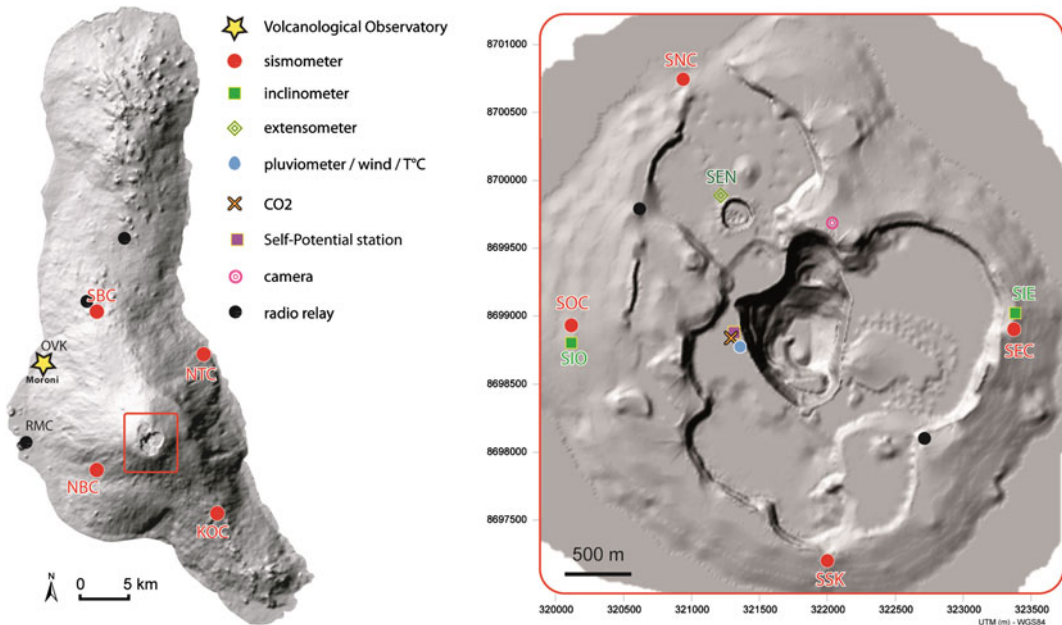 Volcanological Observatory
sismometer
inclinometer
extensometer
pluviometer / wind / T°C
CO2
Self-Potential station
camera
radio relay
SBC
OVK
Moroni
NTC
RMC
NBC
KOC
N
0 5 km
8701000
8700500
8700000
8699500
8699000
8698500
8698000
8697500
SNC
SEN
SOC
SIO
SIE
SEC
SSK
500 m
320000 320500 321000 321500 322000 322500 323000 323500
UTM (m) - WGS84